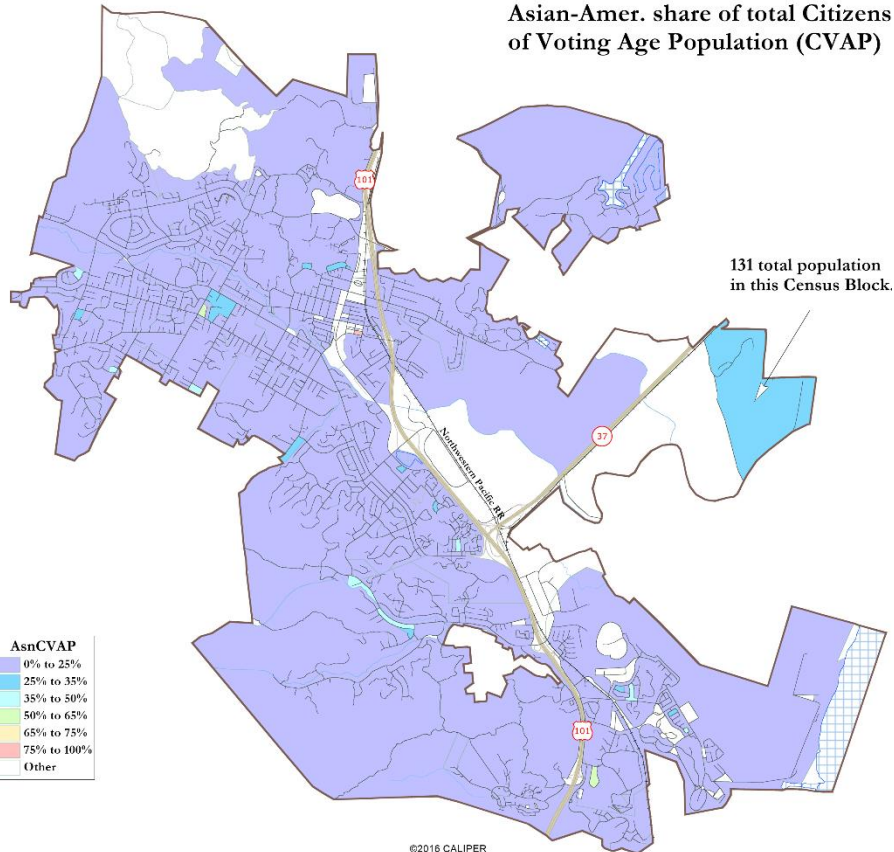 Asian-Amer. share of total Citizens
of Voting Age Population (CVAP)
101
131 total population
in this Census Block.
37
Northwestern Pacific RR
AsnCVAP
0% to 25%
25% to 35%
35% to 50%
50% to 65%
65% to 75%
75% to 100%
Other
101
©2016 CALIPER